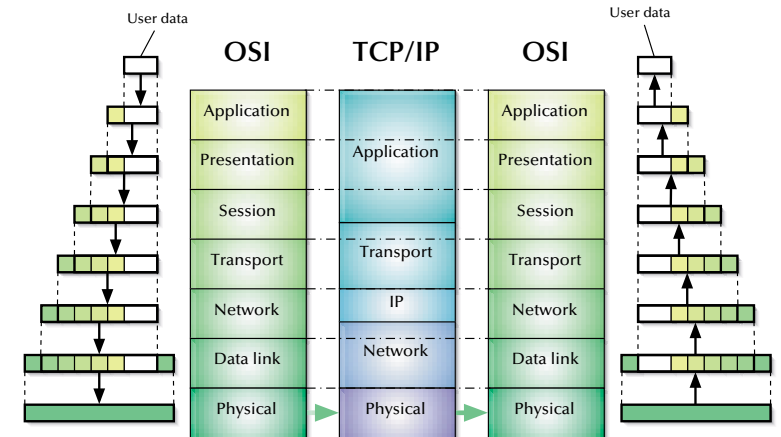 User data
User data
OSI
TCP/IP
OSI
Application
Presentation
Session
Transport
Network
Data link
Physical
Application
Transport
IP
Network
Physical
Application
Presentation
Session
Transport
Network
Data link
Physical